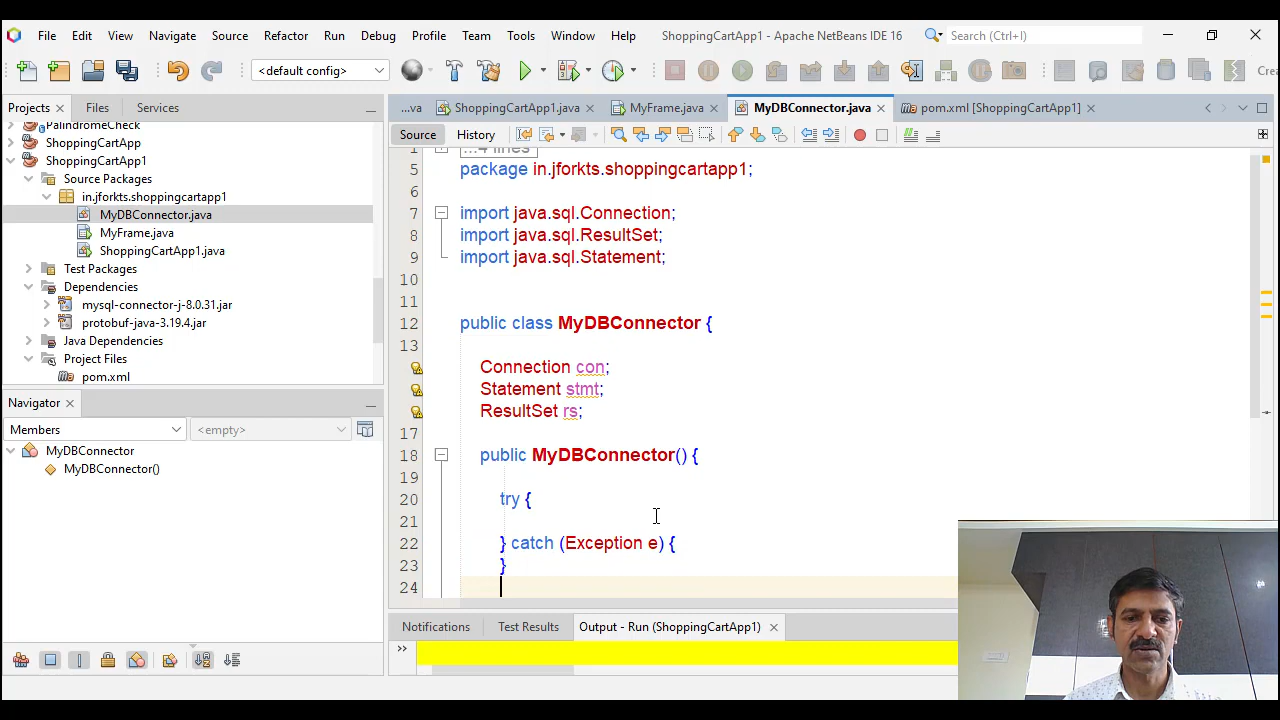 File Edit View Navigate Source Refactor Run Debug Profile Team Tools Window Help ShoppingCartApp1 - Apache NetBeans IDE 16 Search (Ctrl+I)
<default config>
Projects Files Services
...va ShoppingCartApp1.java MyFrame.java MyDBConnector.java pom.xml [ShoppingCartApp1]
Source History
PalindromeCheck
ShoppingCartApp
ShoppingCartApp1
Source Packages
in.jforkts.shoppingcartapp1
MyDBConnector.java
MyFrame.java
ShoppingCartApp1.java
Test Packages
Dependencies
mysql-connector-j-8.0.31.jar
protobuf-java-3.19.4.jar
Java Dependencies
Project Files
pom.xml
Navigator
Members <empty>
MyDBConnector
MyDBConnector()
1 ...4 lines
5 package in.jforkts.shoppingcartapp1;
6
7 import java.sql.Connection;
8 import java.sql.ResultSet;
9 import java.sql.Statement;
10
11
12 public class MyDBConnector {
13
Connection con;
Statement stmt;
ResultSet rs;
17
18 public MyDBConnector() {
19
20 try {
21
22 } catch (Exception e) {
23 }
24
Notifications Test Results Output - Run (ShoppingCartApp1)